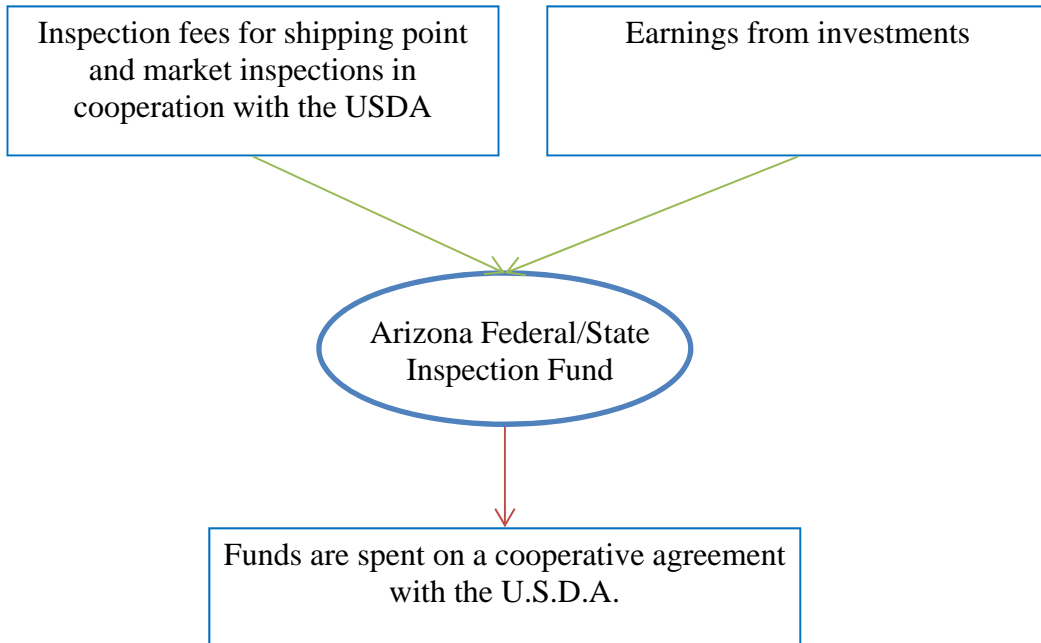 Inspection fees for shipping point
and market inspections in
cooperation with the USDA
Earnings from investments
Arizona Federal/State
Inspection Fund
Funds are spent on a cooperative agreement
with the U.S.D.A.